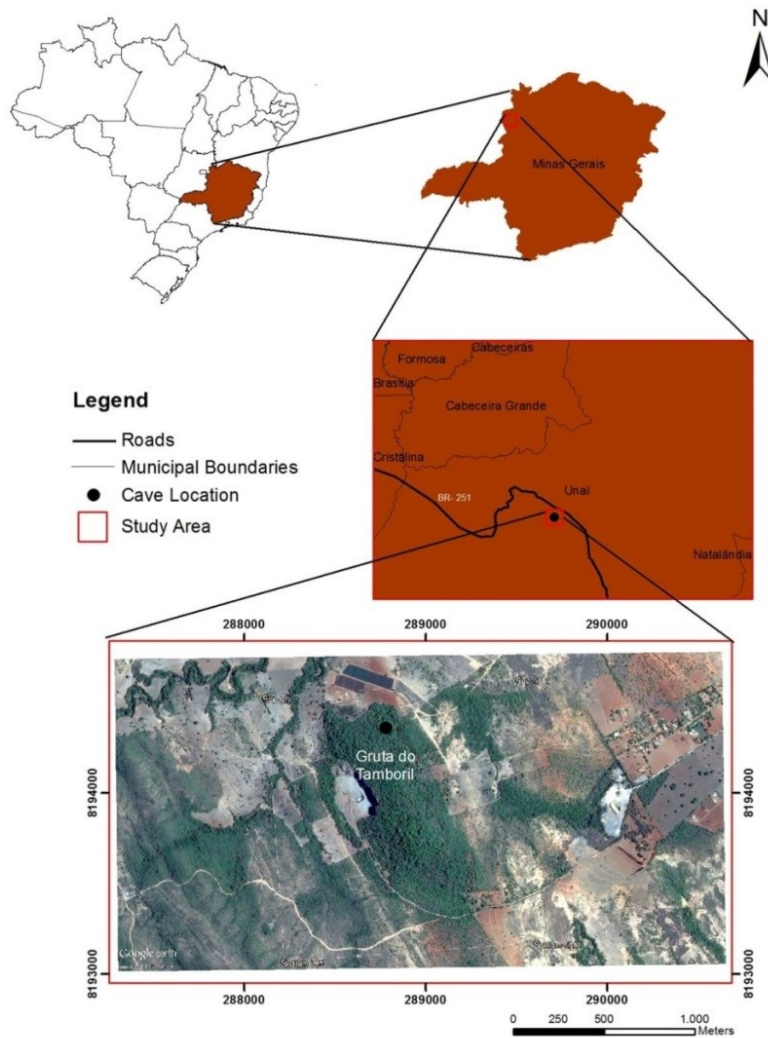 N
Minas Gerais
Cabeceiras
Formosa
Brasília
Cabeceira Grande
Cristalina
BR- 251
Unaí
Natalândia
Legend
Roads
Municipal Boundaries
Cave Location
Study Area
288000
289000
290000
Gruta do
Tamboril
8194000
8194000
Google earth
8193000
8193000
288000
289000
290000
0 250 500 1.000
Meters